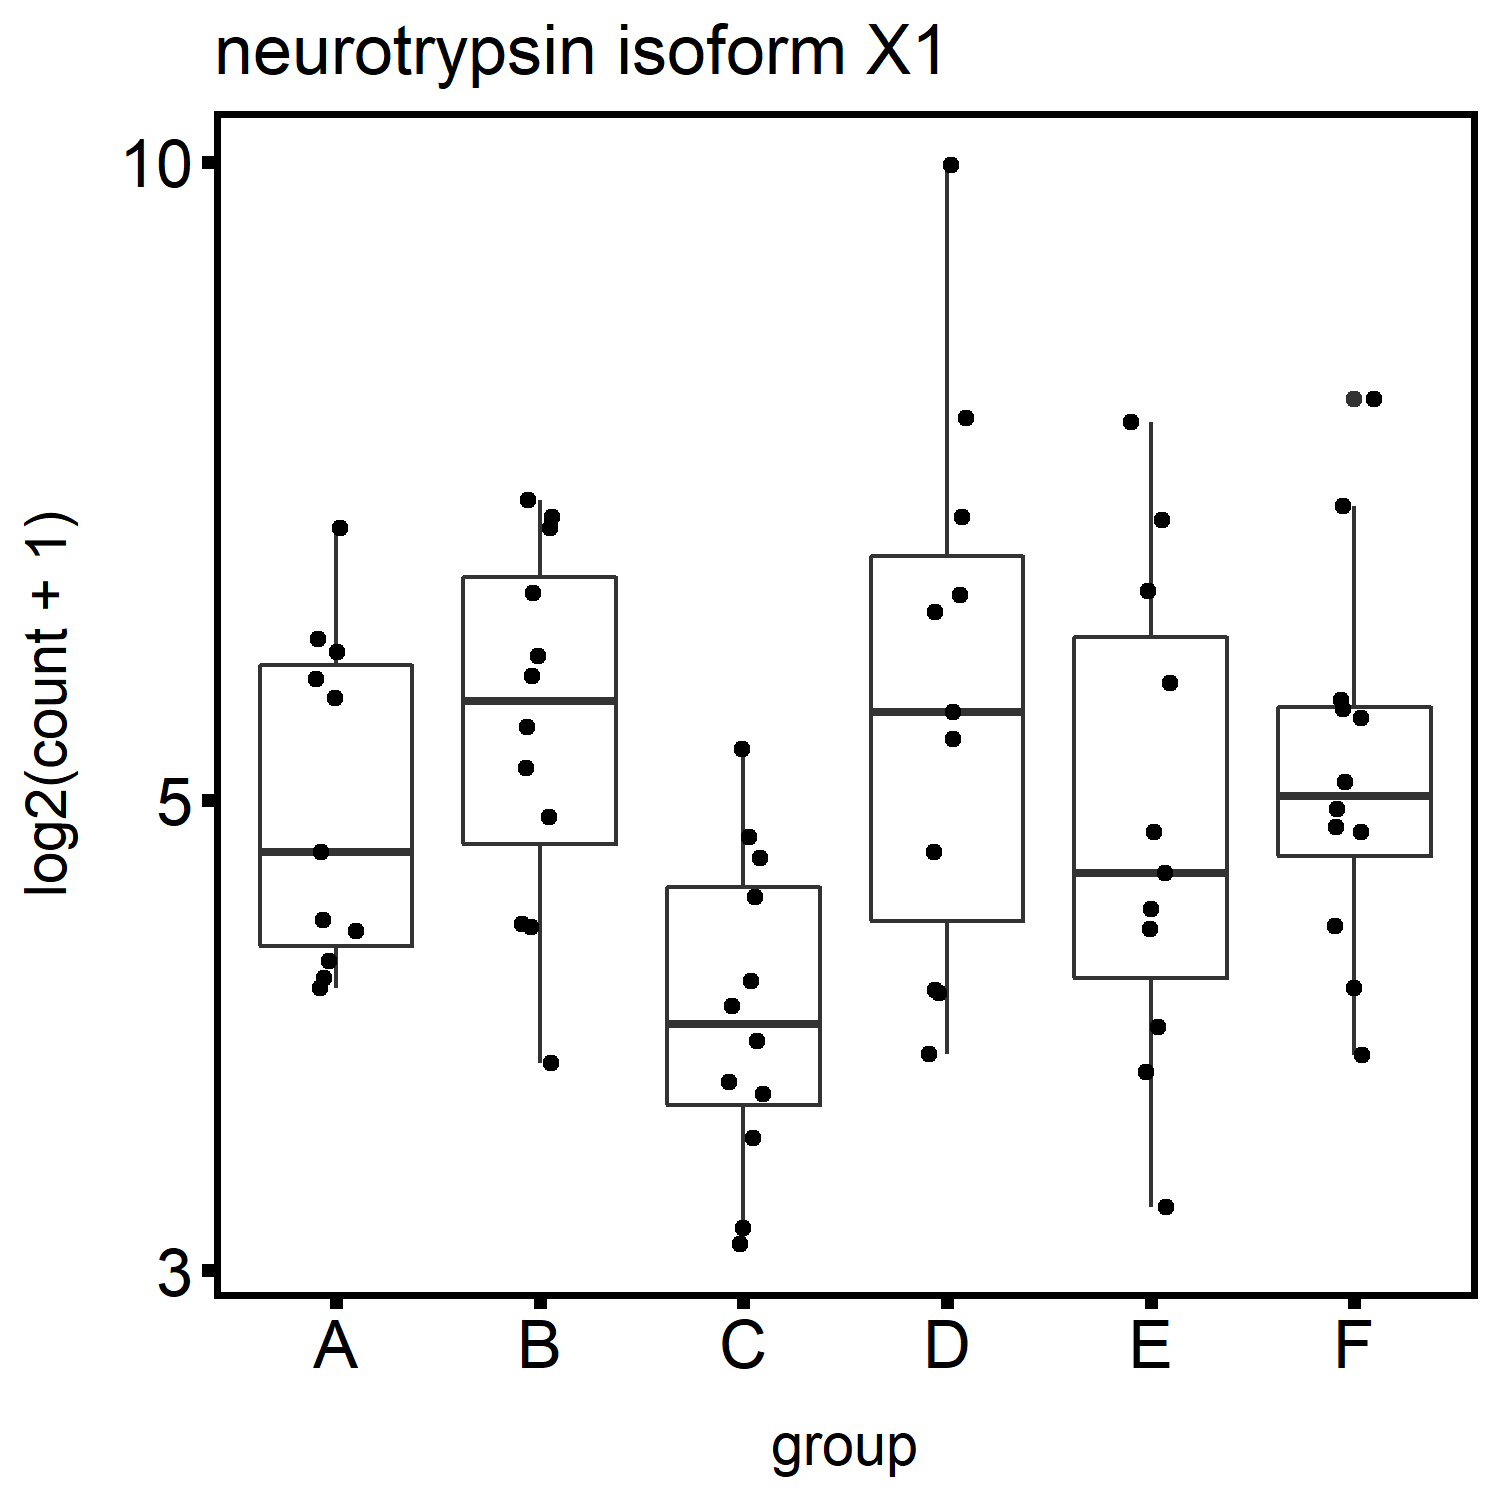 neurotrypsin isoform X1
log2(count + 1)
10
5
3
A B C D E F
group